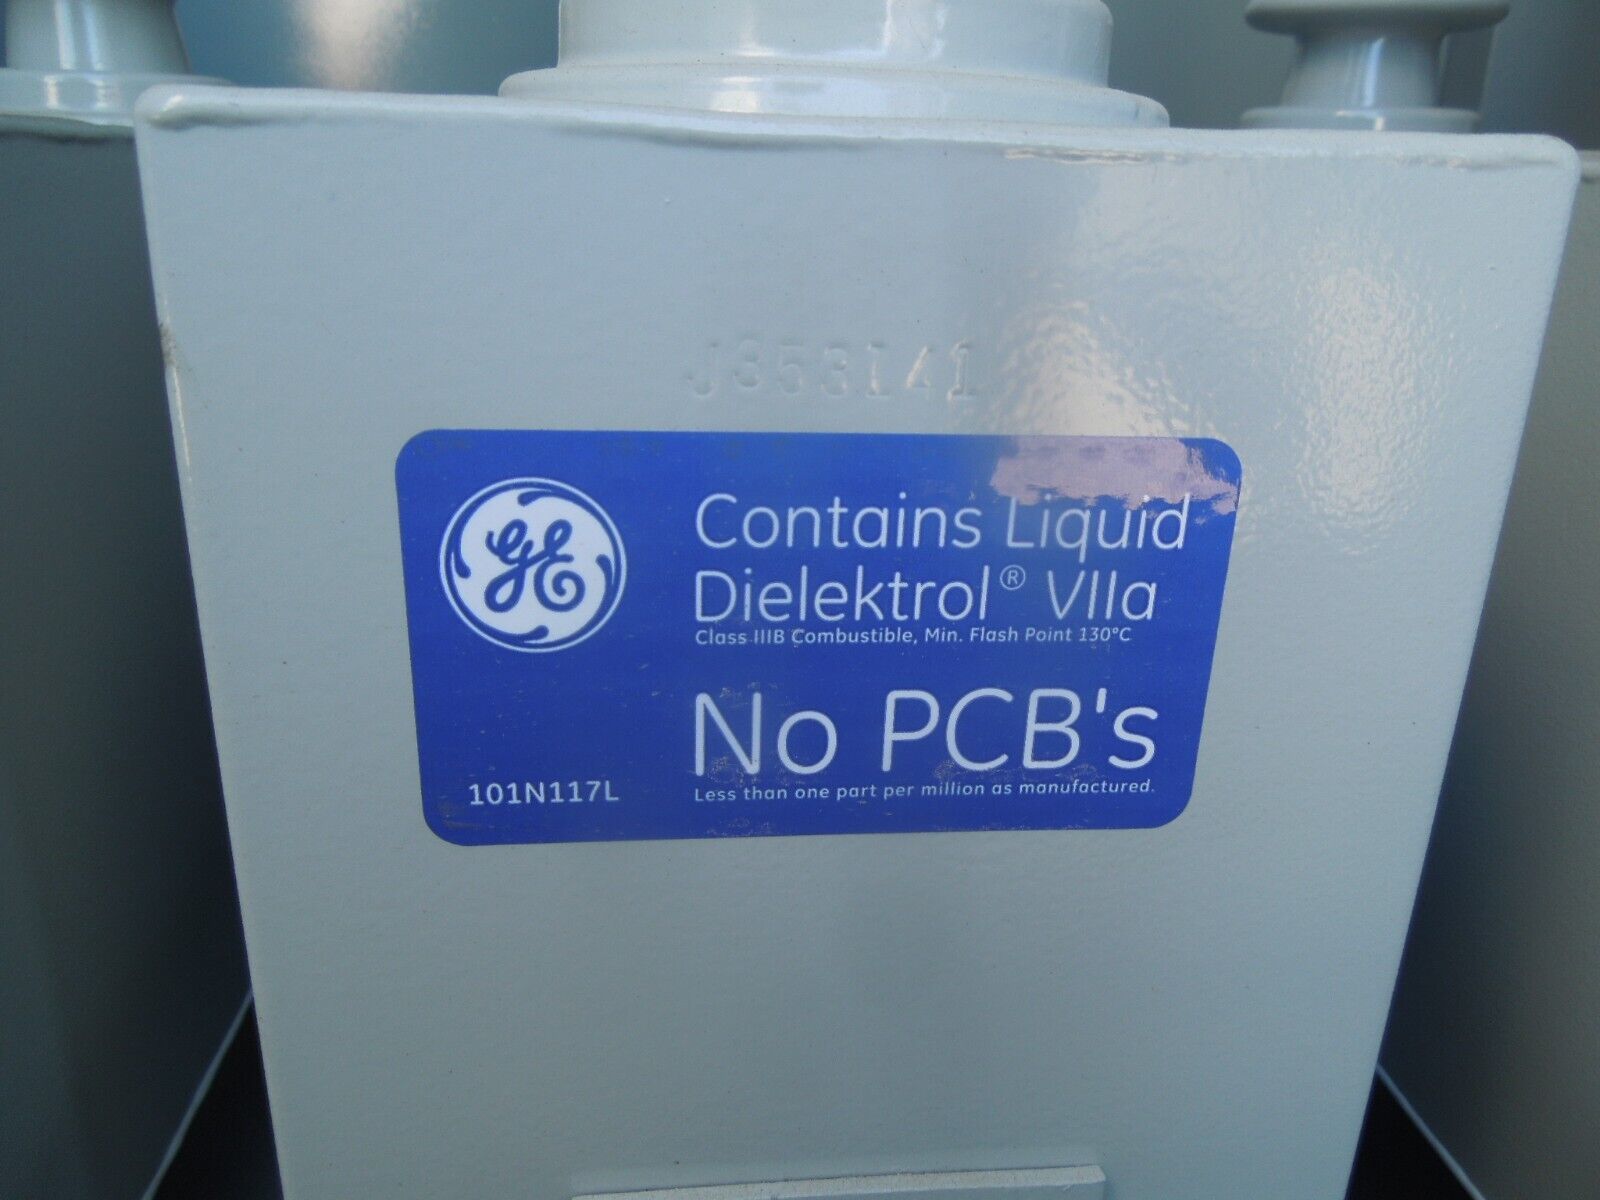 J353141
GE
Contains Liquid
Dielektrol® VIIa
Class IIIB Combustible, Min. Flash Point 130°C
No PCB's
Less than one part per million as manufactured.
101N117L